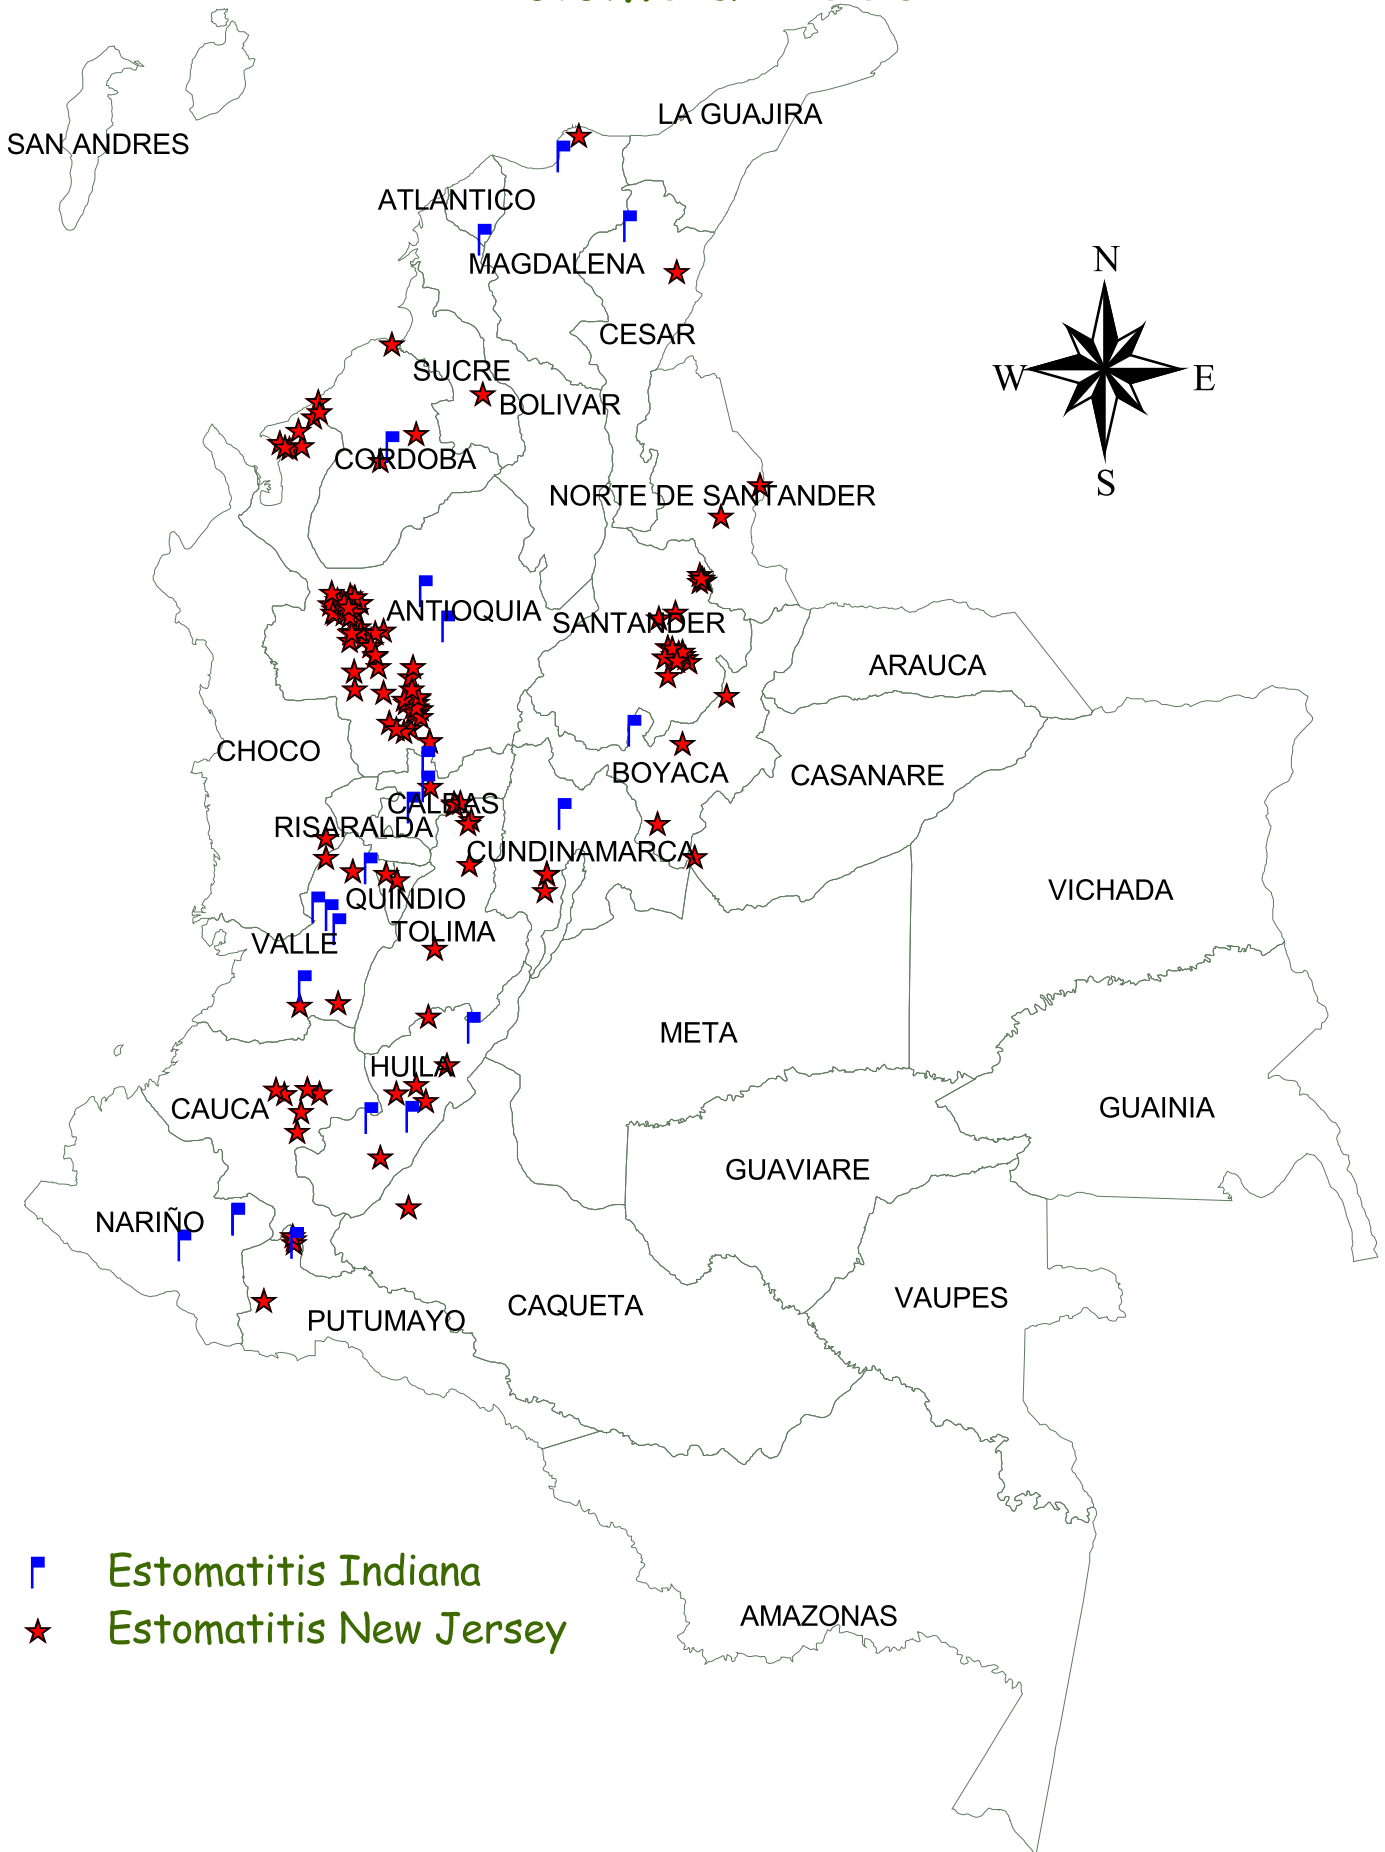 LA GUAJIRA
SAN ANDRES
ATLANTICO
MAGDALENA
N
CESAR
SUCRE
W
E
BOLIVAR
CORDOBA
S
NORTE DE SANTANDER
ANTIOQUIA
SANTANDER
ARAUCA
CHOCO
BOYACA
CASANARE
CALDAS
RISARALDA
CUNDINAMARCA
VICHADA
QUINDIO
TOLIMA
VALLE
META
HUILA
CAUCA
GUAINIA
GUAVIARE
NARIÑO
VAUPES
CAQUETA
PUTUMAYO
Estomatitis Indiana
Estomatitis New Jersey
AMAZONAS